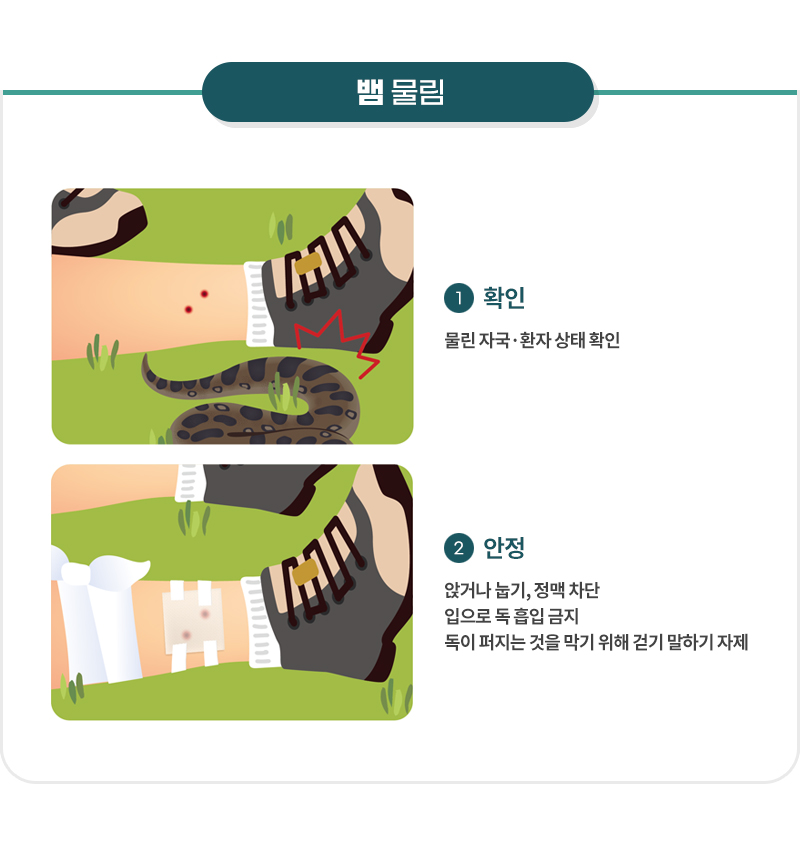 뱀 물림
1 확인
물린 자국·환자 상태 확인
2 안정
앉거나 눕기, 정맥 차단
입으로 독 흡입 금지
독이 퍼지는 것을 막기 위해 걷기 말하기 자제